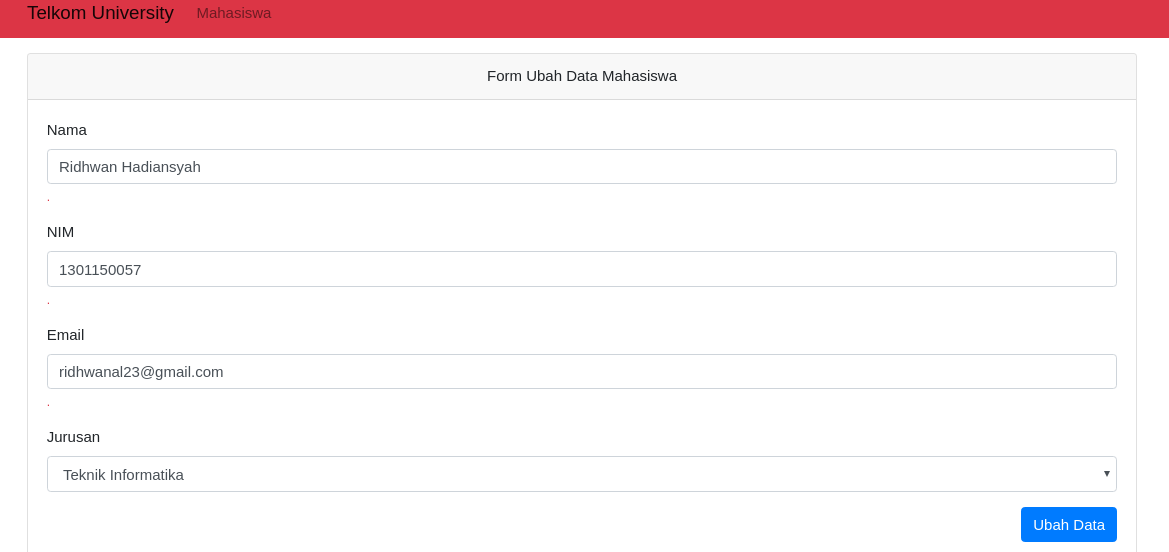 Telkom University Mahasiswa
Form Ubah Data Mahasiswa
Nama
Ridhwan Hadiansyah
.
NIM
1301150057
.
Email
ridhwanal23@gmail.com
.
Jurusan
Teknik Informatika
Ubah Data